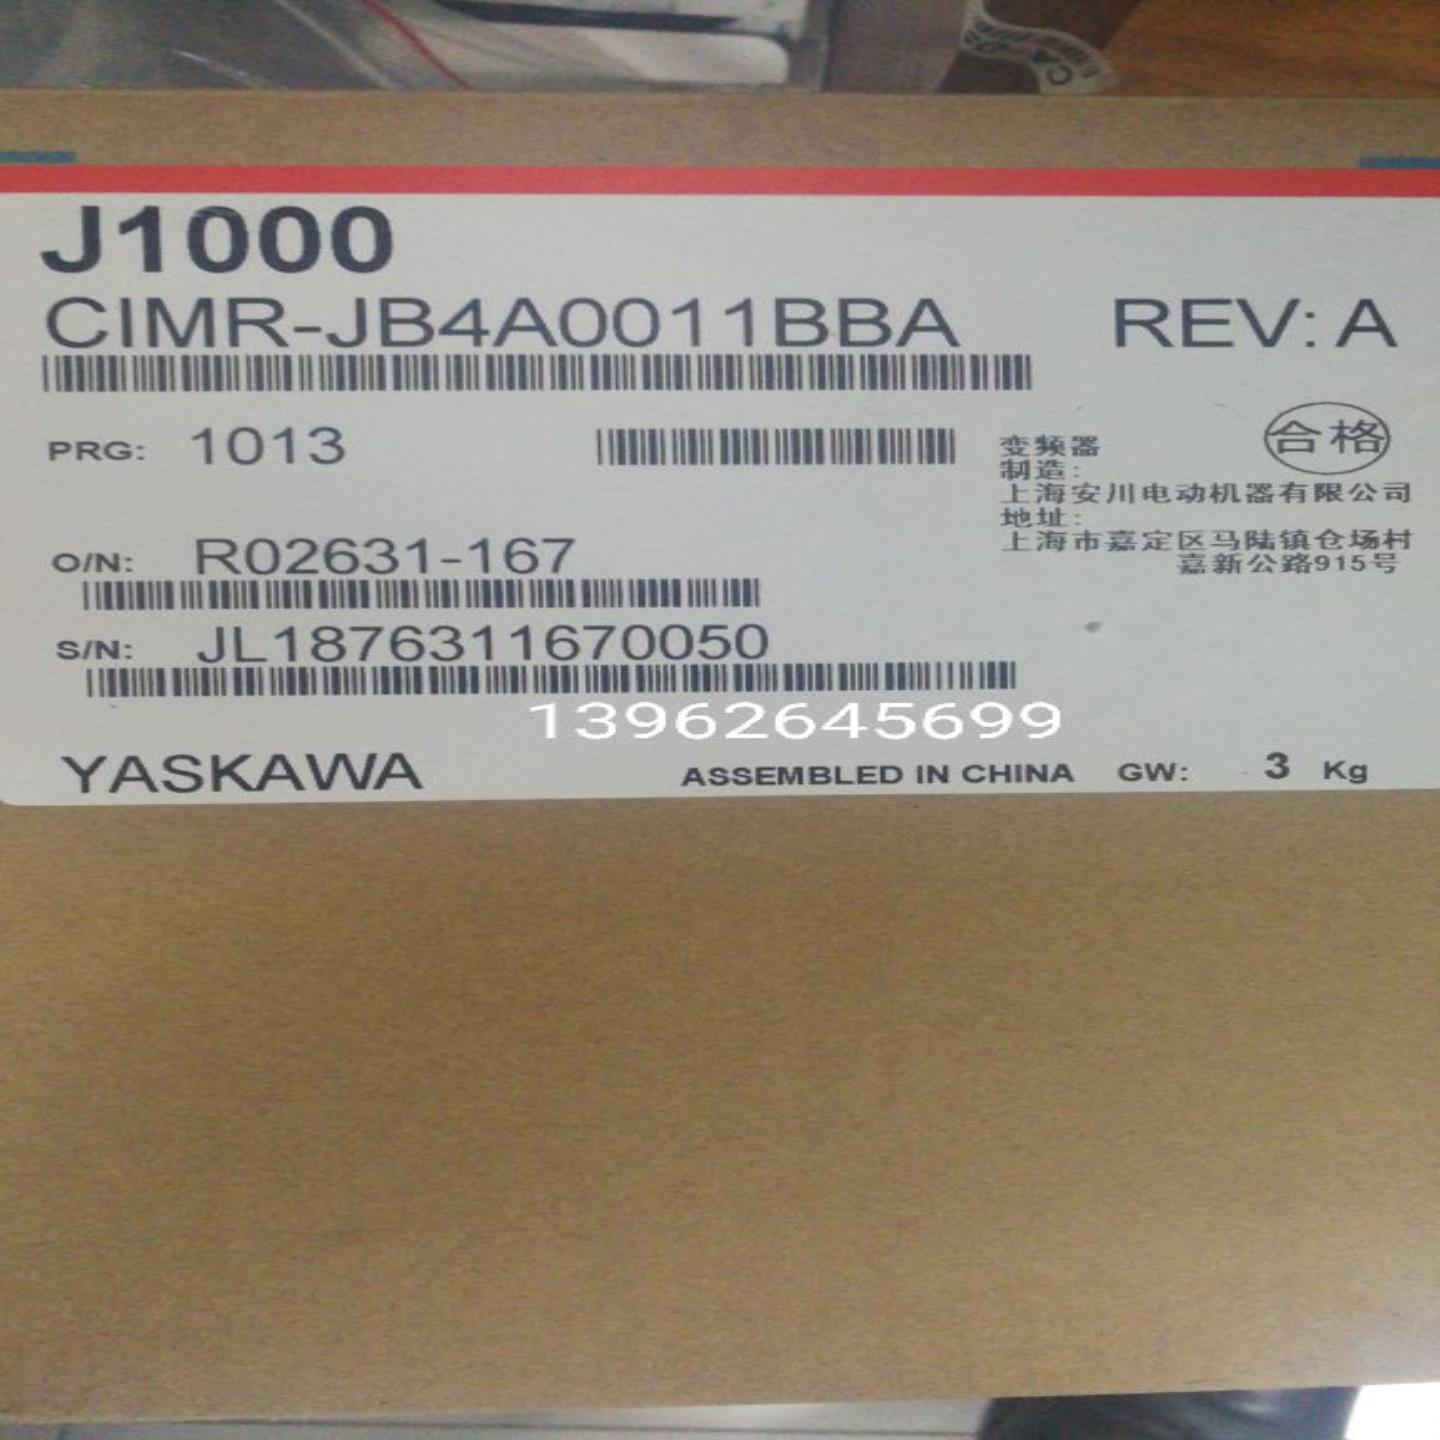 J1000
CIMR-JB4A0011BBA REV: A
PRG: 1013
合格
变频器
制造:
上海安川电动机器有限公司
地址:
上海市嘉定区马陆镇仓场村
嘉新公路915号
O/N: R02631-167
S/N: JL1876311670050
13962645699
YASKAWA ASSEMBLED IN CHINA GW: 3 Kg